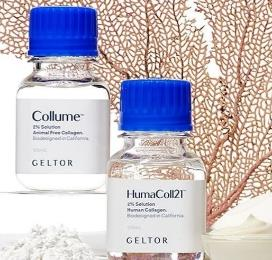 Collume™
2% Solution
Animal Free Collagen.
Biodesigned in California.
GELTOR
HumaColl21™
2% Solution
Human Collagen.
Biodesigned in California.
GELTOR